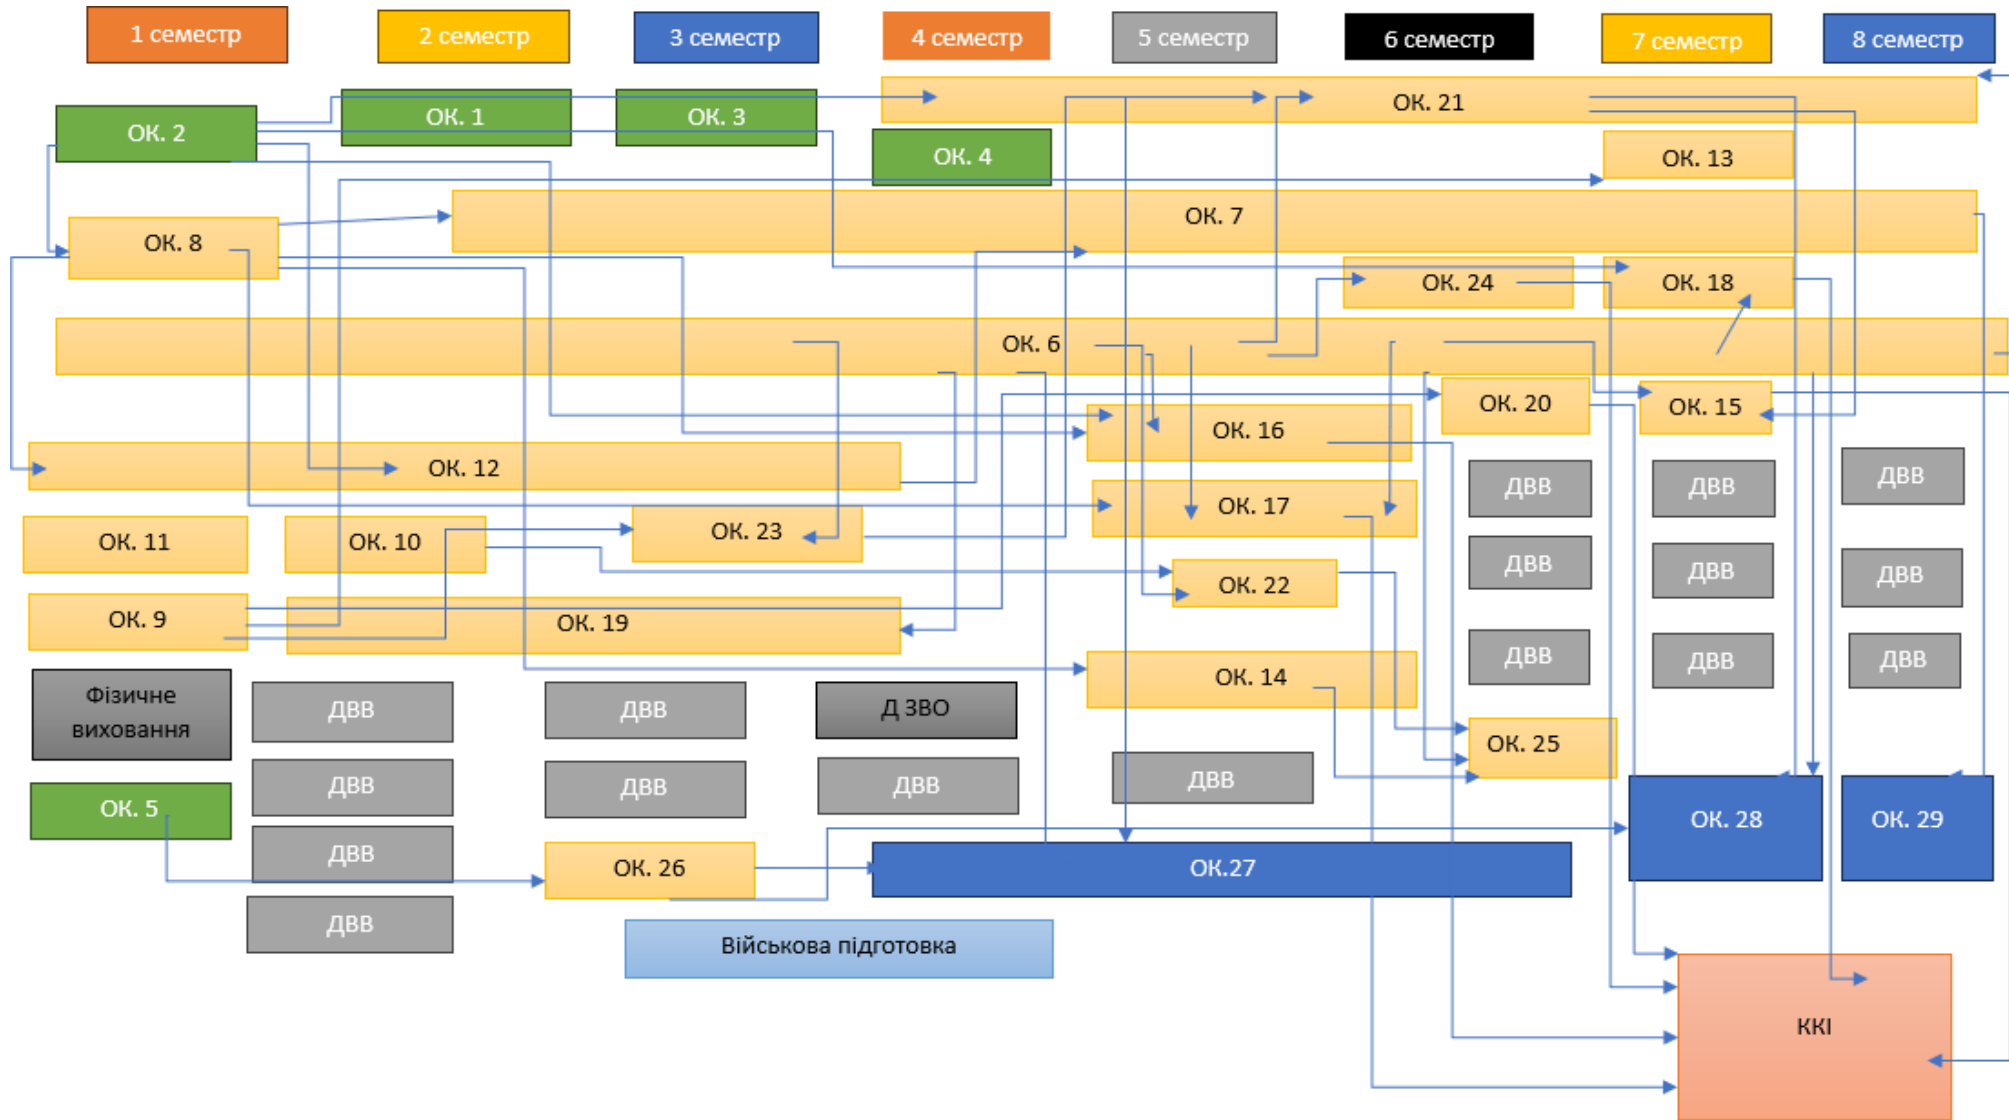 1 семестр
2 семестр
3 семестр
4 семестр
5 семестр
6 семестр
7 семестр
8 семестр
ОК. 2
ОК. 1
ОК. 3
ОК. 21
ОК. 4
ОК. 13
ОК. 8
ОК. 7
ОК. 24
ОК. 18
ОК. 6
ОК. 20
ОК. 15
ОК. 16
ОК. 12
ДВВ
ДВВ
ДВВ
ОК. 17
ОК. 11
ОК. 10
ОК. 23
ОК. 22
ДВВ
ДВВ
ДВВ
ОК. 9
ОК. 19
ДВВ
ДВВ
ДВВ
Фізичне
виховання
ДВВ
ДВВ
Д ЗВО
ОК. 14
ОК. 25
ДВВ
ДВВ
ДВВ
ДВВ
ОК. 5
ДВВ
ОК. 28
ОК. 29
ОК. 26
ОК.27
ДВВ
Військова підготовка
ККІ